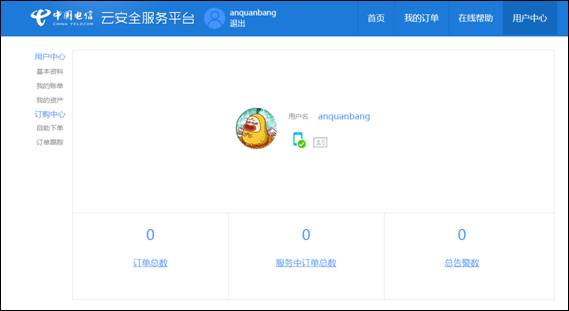 中国电信
CHINA TELECOM
云安全服务平台
anquanbang
退出
首页
我的订单
在线帮助
用户中心
用户中心
基本资料
我的账单
我的资产
订购中心
自助下单
订单跟踪
用户名 anquanbang
0
订单总数
0
服务中订单总数
0
总告警数